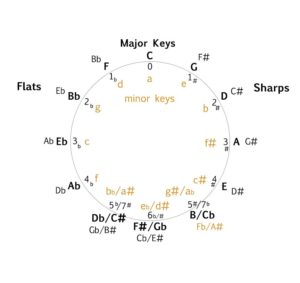 Major Keys
C
0
a
Bb
F
1b
d
F#
G
1#
e
minor keys
Flats
Sharps
Eb
Bb
2b
g
C#
D
2#
b
Ab
Eb
3b
c
G#
A
3#
f#
Db
Ab
4b
f
D#
E
4#
c#
bb/a#
g#/ab
5b/7#
eb/d#
5#/7b
Db/C#
6b/#
B/Cb
Gb/B#
F#/Gb
Fb/A#
Cb/E#